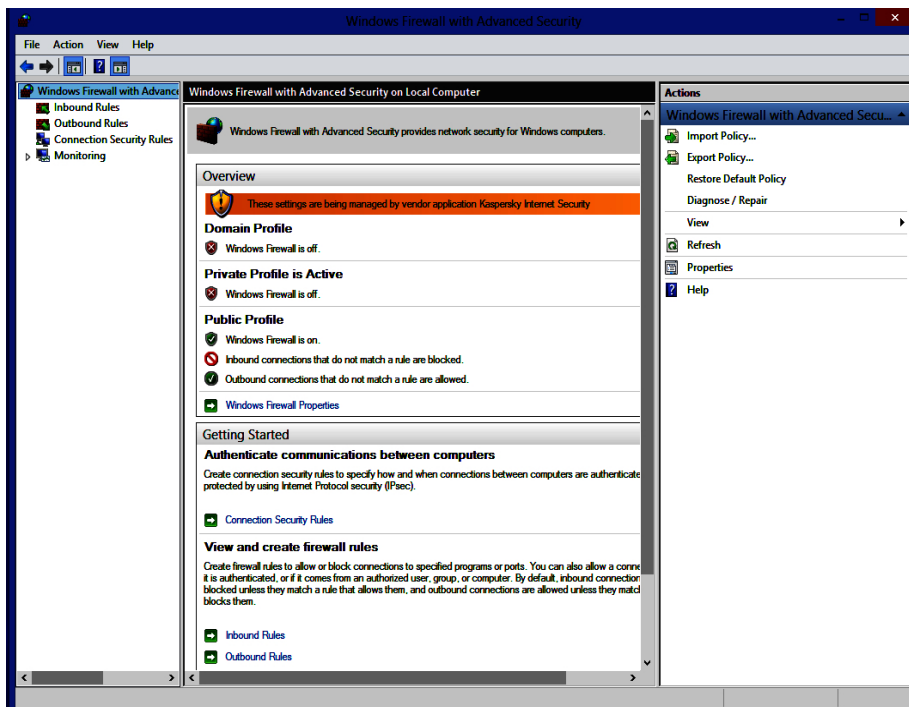 Windows Firewall with Advanced Security
File Action View Help
Windows Firewall with Advance
Inbound Rules
Outbound Rules
Connection Security Rules
Monitoring
Windows Firewall with Advanced Security on Local Computer
Windows Firewall with Advanced Security provides network security for Windows computers.
Overview
These settings are being managed by vendor application Kaspersky Internet Security
Domain Profile
Windows Firewall is off.
Private Profile is Active
Windows Firewall is off.
Public Profile
Windows Firewall is on.
Inbound connections that do not match a rule are blocked.
Outbound connections that do not match a rule are allowed.
Windows Firewall Properties
Getting Started
Authenticate communications between computers
Create connection security rules to specify how and when connections between computers are authenticate
protected by using Internet Protocol security (IPsec).
Connection Security Rules
View and create firewall rules
Create firewall rules to allow or block connections to specified programs or ports. You can also allow a conne
it is authenticated, or if it comes from an authorized user, group, or computer. By default, inbound connection
blocked unless they match a rule that allows them, and outbound connections are allowed unless they matc
blocks them.
Inbound Rules
Outbound Rules
Actions
Windows Firewall with Advanced Secu...
Import Policy...
Export Policy...
Restore Default Policy
Diagnose / Repair
View
Refresh
Properties
Help